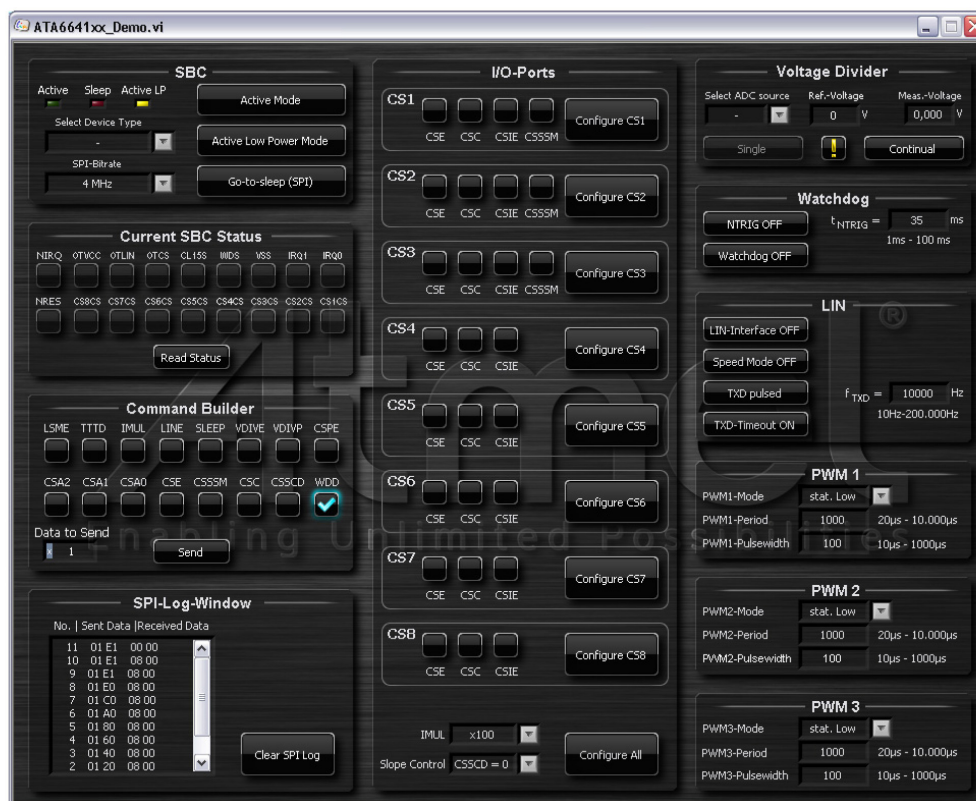 ATA6641xx_Demo.vi
SBC
Active Sleep Active LP
Active Mode
Select Device Type
-
Active Low Power Mode
SPI-Bitrate
4 MHz
Go-to-sleep (SPI)
Current SBC Status
NIRQ OTVCC OTLIN OTCS CL15S WDS VSS IRQ1 IRQ0
NRES CS8CS CS7CS CS6CS CS5CS CS4CS CS3CS CS2CS CS1CS
Read Status
Command Builder
LSME TTTD IMUL LINE SLEEP VDIVE VDIVP CSPE
CSA2 CSA1 CSA0 CSE CSSSM CSC CSSCD WDD
Data to Send
x 1
Send
SPI-Log-Window
No. | Sent Data |Received Data
11 01 E1 00 00
10 01 E1 08 00
9 01 E1 08 00
8 01 E0 08 00
7 01 C0 08 00
6 01 A0 08 00
5 01 80 08 00
4 01 60 08 00
3 01 40 08 00
2 01 20 08 00
Clear SPI Log
I/O-Ports
CS1
CSE CSC CSIE CSSSM
Configure CS1
CS2
CSE CSC CSIE CSSSM
Configure CS2
CS3
CSE CSC CSIE CSSSM
Configure CS3
CS4
CSE CSC CSIE
Configure CS4
CS5
CSE CSC CSIE
Configure CS5
CS6
CSE CSC CSIE
Configure CS6
CS7
CSE CSC CSIE
Configure CS7
CS8
CSE CSC CSIE
Configure CS8
IMUL x100
Slope Control CSSCD = 0
Configure All
Voltage Divider
Select ADC source Ref.-Voltage Meas.-Voltage
- 0 V 0,000 V
Single ! Continual
Watchdog
NTRIG OFF
tNTRIG = 35 ms
1ms - 100 ms
Watchdog OFF
LIN
LIN-Interface OFF
Speed Mode OFF
TXD pulsed
fTXD = 10000 Hz
10Hz-200.000Hz
TXD-Timeout ON
PWM 1
PWM1-Mode stat. Low
PWM1-Period 1000 20µs - 10.000µs
PWM1-Pulsewidth 100 10µs - 1000µs
PWM 2
PWM2-Mode stat. Low
PWM2-Period 1000 20µs - 10.000µs
PWM2-Pulsewidth 100 10µs - 1000µs
PWM 3
PWM3-Mode stat. Low
PWM3-Period 1000 20µs - 10.000µs
PWM3-Pulsewidth 100 10µs - 1000µs
Atmel ®
Enabling Unlimited Possibilities